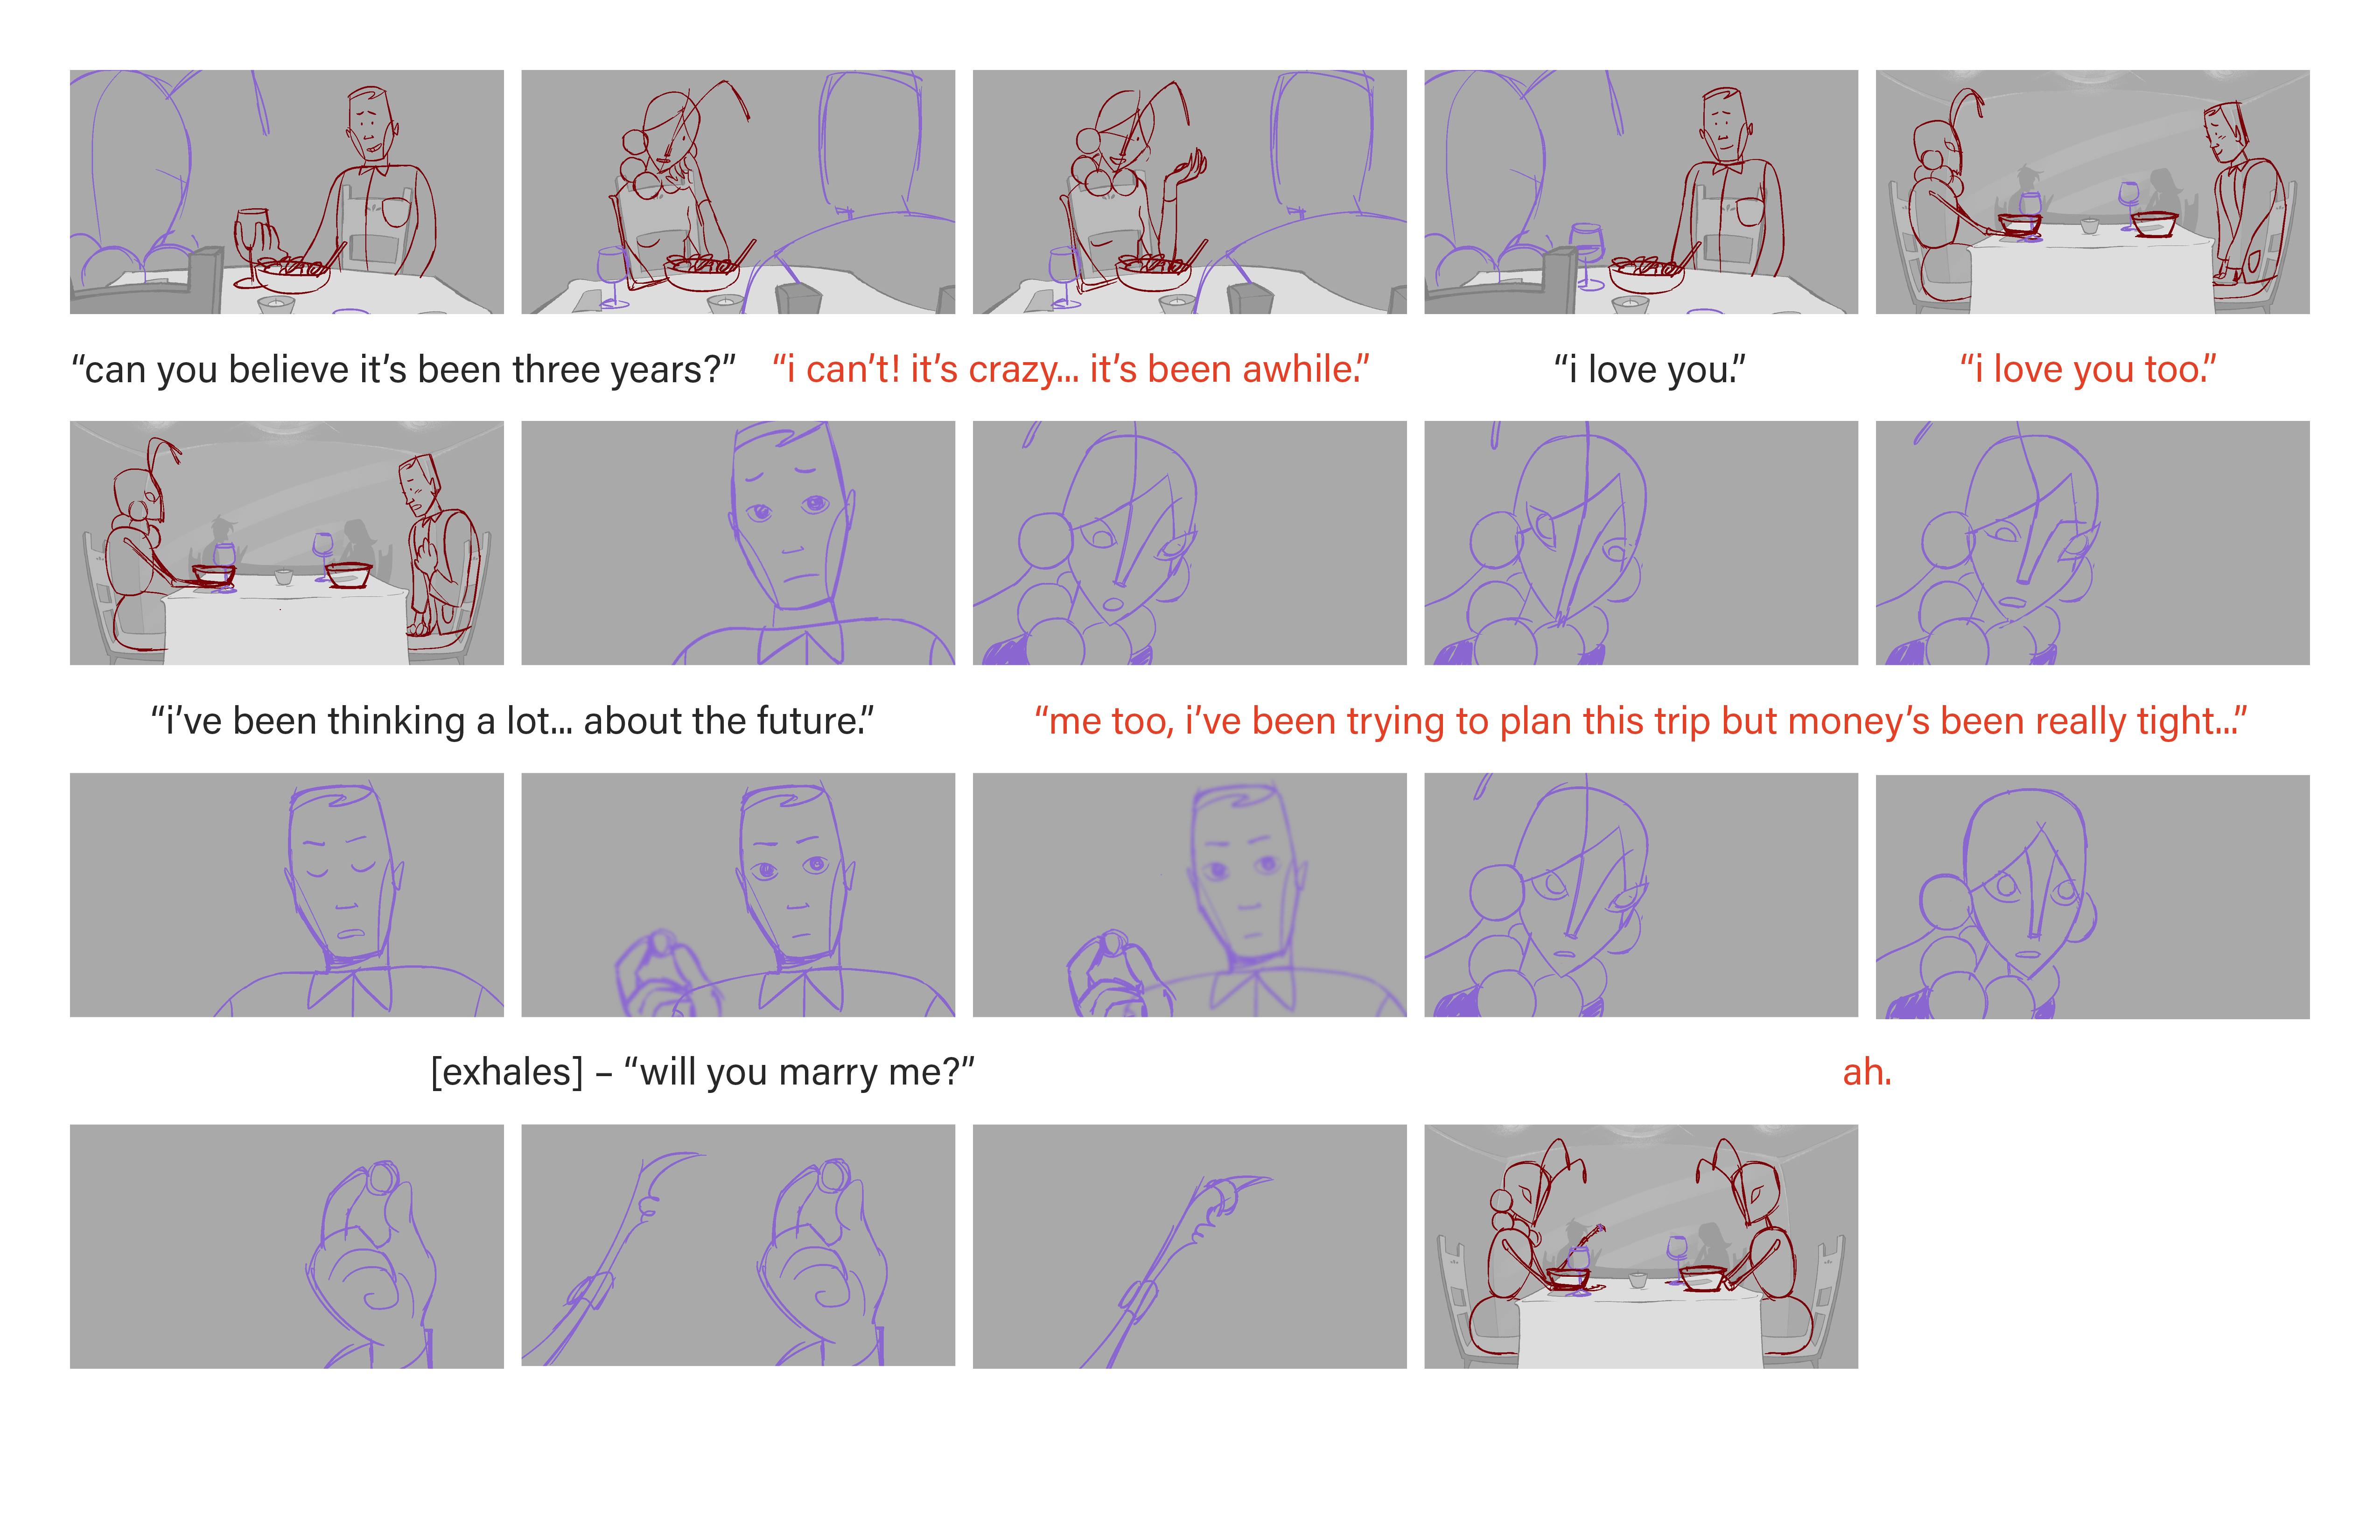 “can you believe it’s been three years?” “i can’t! it’s crazy... it’s been awhile.” “i love you.” “i love you too.”
“i’ve been thinking a lot... about the future.” “me too, i’ve been trying to plan this trip but money’s been really tight...”
[exhales] – “will you marry me?” ah.